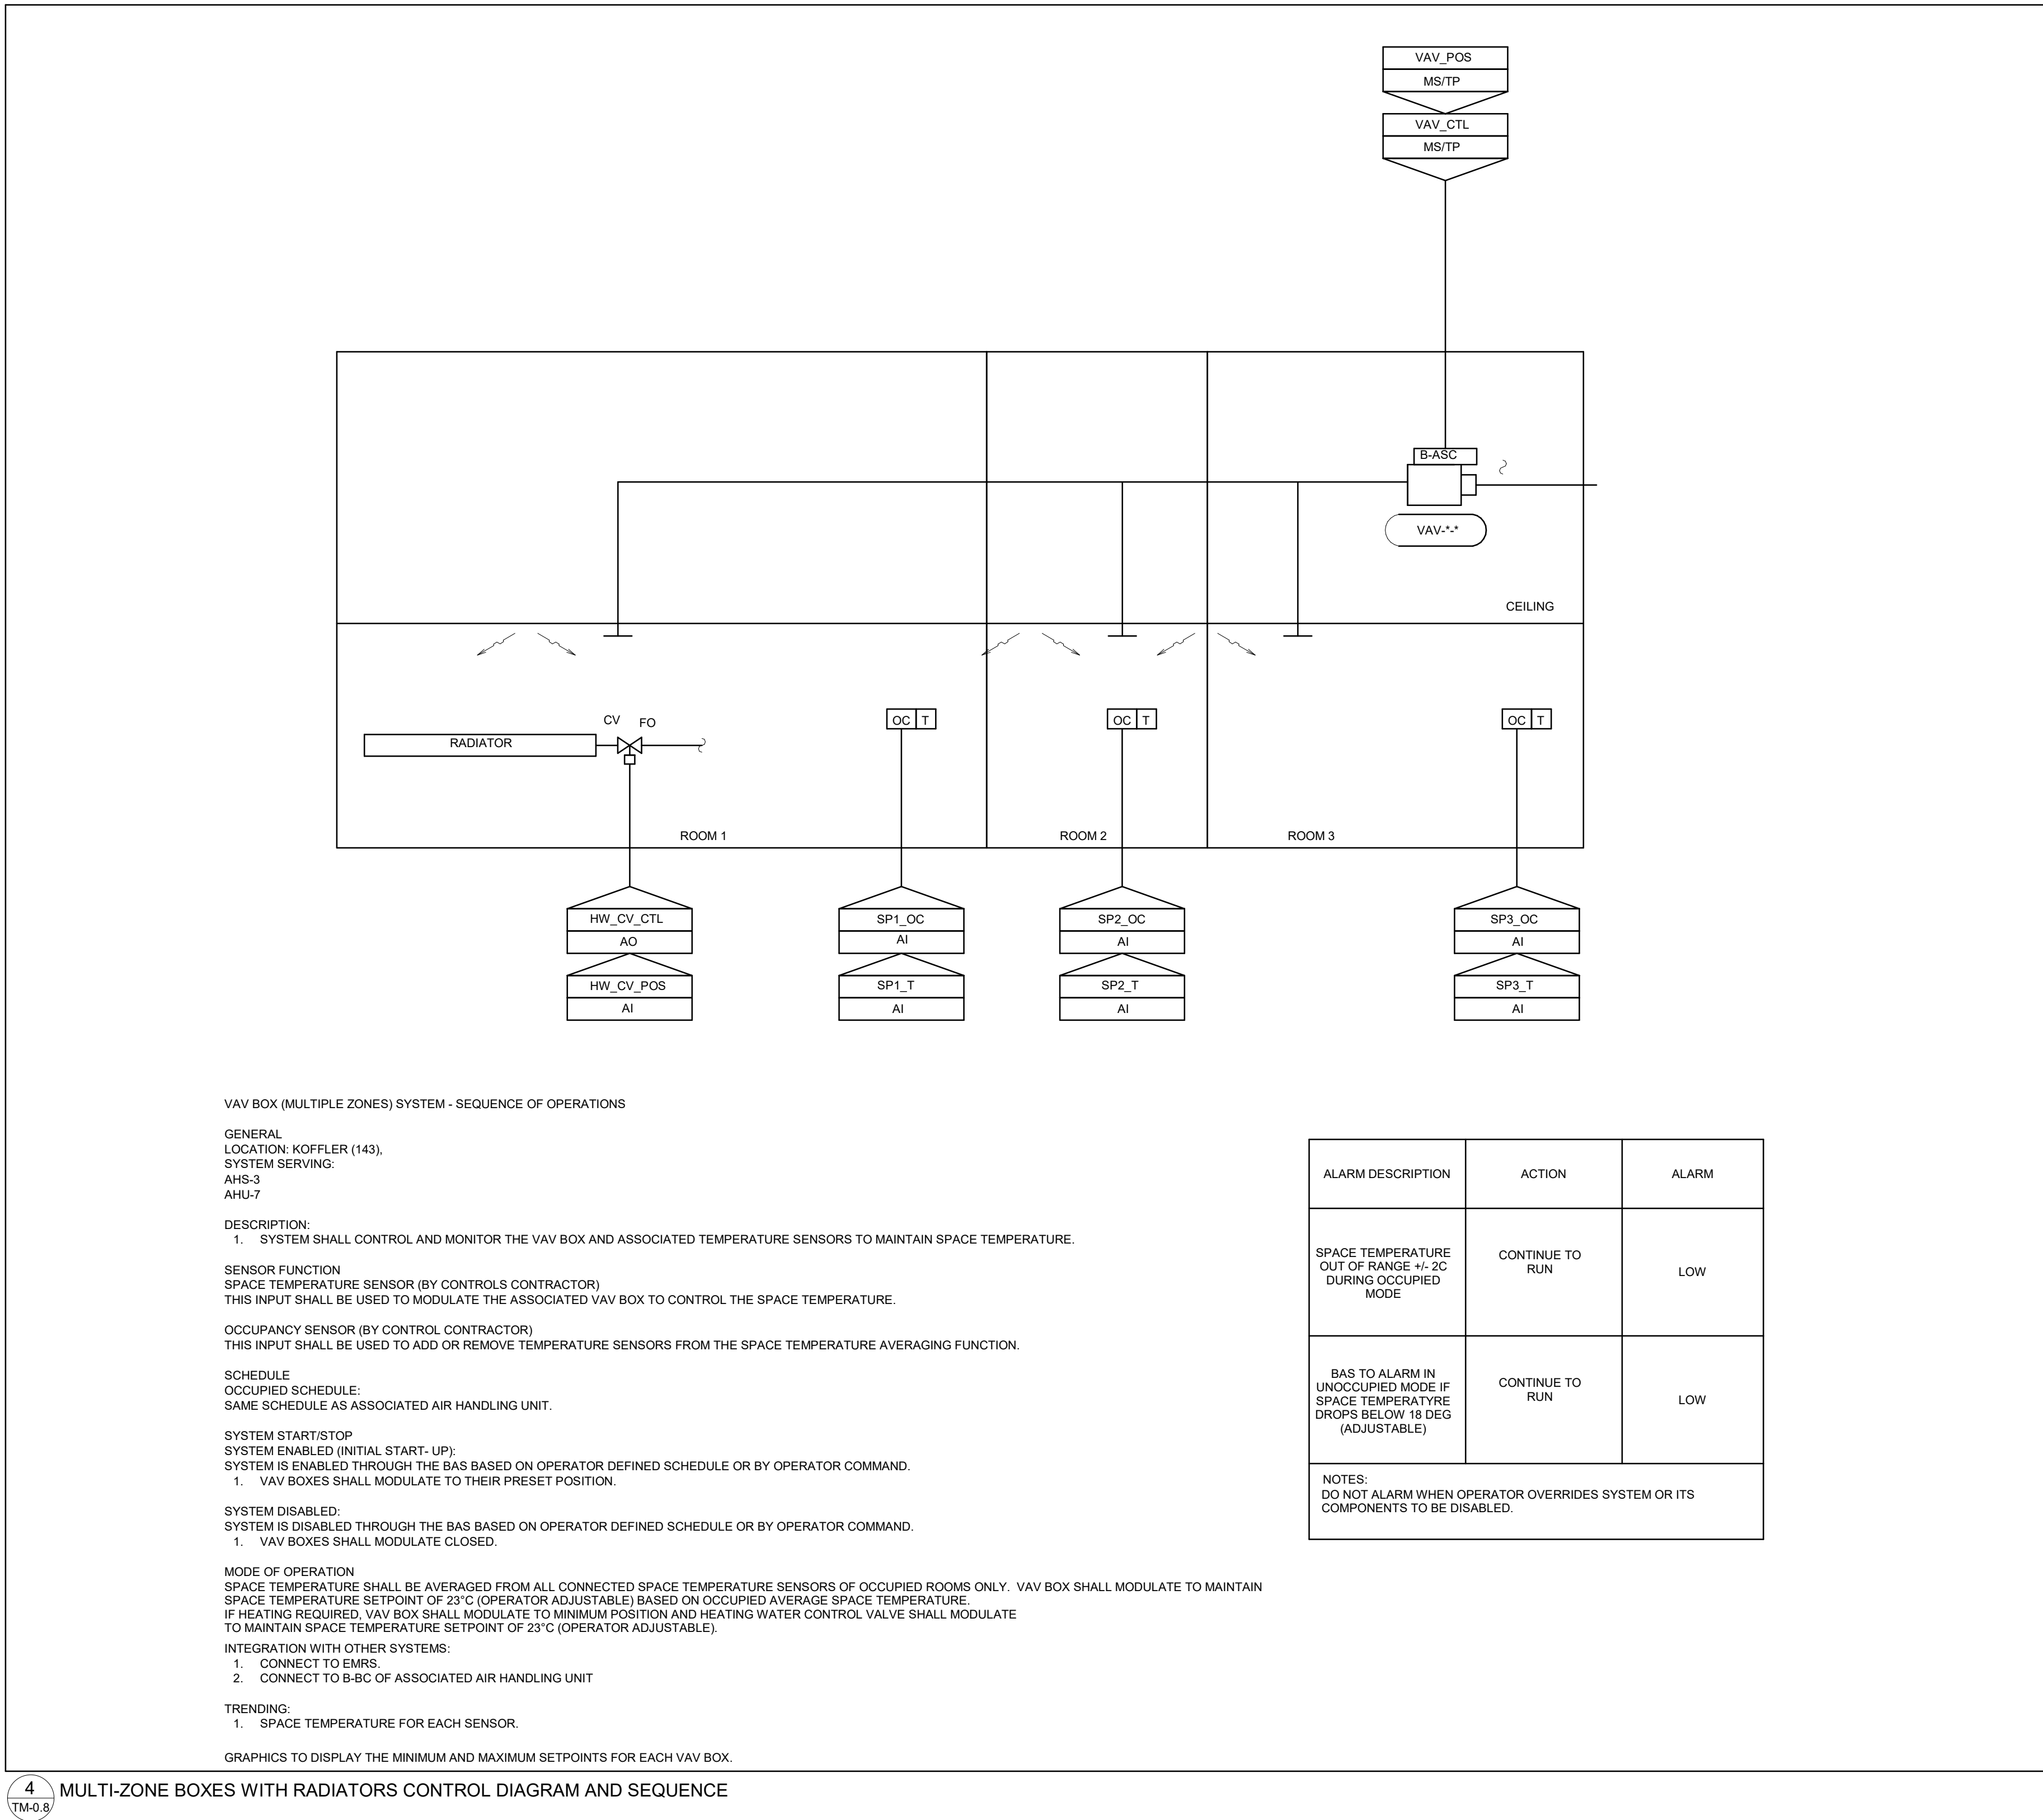 VAV_POS
MS/TP
VAV_CTL
MS/TP
B-ASC
VAV-*-*
CEILING
CV FO
RADIATOR
OC T
OC T
OC T
ROOM 1
ROOM 2
ROOM 3
HW_CV_CTL
AO
HW_CV_POS
AI
SP1_OC
AI
SP1_T
AI
SP2_OC
AI
SP2_T
AI
SP3_OC
AI
SP3_T
AI
VAV BOX (MULTIPLE ZONES) SYSTEM - SEQUENCE OF OPERATIONS
GENERAL
LOCATION: KOFFLER (143),
SYSTEM SERVING:
AHS-3
AHU-7
DESCRIPTION:
1. SYSTEM SHALL CONTROL AND MONITOR THE VAV BOX AND ASSOCIATED TEMPERATURE SENSORS TO MAINTAIN SPACE TEMPERATURE.
SENSOR FUNCTION
SPACE TEMPERATURE SENSOR (BY CONTROLS CONTRACTOR)
THIS INPUT SHALL BE USED TO MODULATE THE ASSOCIATED VAV BOX TO CONTROL THE SPACE TEMPERATURE.
OCCUPANCY SENSOR (BY CONTROL CONTRACTOR)
THIS INPUT SHALL BE USED TO ADD OR REMOVE TEMPERATURE SENSORS FROM THE SPACE TEMPERATURE AVERAGING FUNCTION.
SCHEDULE
OCCUPIED SCHEDULE:
SAME SCHEDULE AS ASSOCIATED AIR HANDLING UNIT.
SYSTEM START/STOP
SYSTEM ENABLED (INITIAL START- UP):
SYSTEM IS ENABLED THROUGH THE BAS BASED ON OPERATOR DEFINED SCHEDULE OR BY OPERATOR COMMAND.
1. VAV BOXES SHALL MODULATE TO THEIR PRESET POSITION.
SYSTEM DISABLED:
SYSTEM IS DISABLED THROUGH THE BAS BASED ON OPERATOR DEFINED SCHEDULE OR BY OPERATOR COMMAND.
1. VAV BOXES SHALL MODULATE CLOSED.
MODE OF OPERATION
SPACE TEMPERATURE SHALL BE AVERAGED FROM ALL CONNECTED SPACE TEMPERATURE SENSORS OF OCCUPIED ROOMS ONLY. VAV BOX SHALL MODULATE TO MAINTAIN
SPACE TEMPERATURE SETPOINT OF 23°C (OPERATOR ADJUSTABLE) BASED ON OCCUPIED AVERAGE SPACE TEMPERATURE.
IF HEATING REQUIRED, VAV BOX SHALL MODULATE TO MINIMUM POSITION AND HEATING WATER CONTROL VALVE SHALL MODULATE
TO MAINTAIN SPACE TEMPERATURE SETPOINT OF 23°C (OPERATOR ADJUSTABLE).
INTEGRATION WITH OTHER SYSTEMS:
1. CONNECT TO EMRS.
2. CONNECT TO B-BC OF ASSOCIATED AIR HANDLING UNIT
TRENDING:
1. SPACE TEMPERATURE FOR EACH SENSOR.
GRAPHICS TO DISPLAY THE MINIMUM AND MAXIMUM SETPOINTS FOR EACH VAV BOX.
ALARM DESCRIPTION
ACTION
ALARM
SPACE TEMPERATURE
OUT OF RANGE +/- 2C
DURING OCCUPIED
MODE
CONTINUE TO
RUN
LOW
BAS TO ALARM IN
UNOCCUPIED MODE IF
SPACE TEMPERATYRE
DROPS BELOW 18 DEG
(ADJUSTABLE)
CONTINUE TO
RUN
LOW
NOTES:
DO NOT ALARM WHEN OPERATOR OVERRIDES SYSTEM OR ITS
COMPONENTS TO BE DISABLED.
4
TM-0.8
MULTI-ZONE BOXES WITH RADIATORS CONTROL DIAGRAM AND SEQUENCE